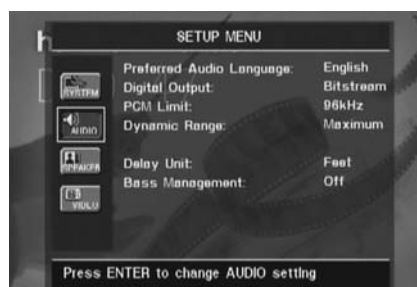 SETUP MENU
Preferred Audio Language: English
Digital Output: Bitstream
PCM Limit: 96kHz
Dynamic Range: Maximum
Delay Unit: Feet
Bass Management: Off
SYSTEM
AUDIO
SPEAKER
VIDEO
Press ENTER to change AUDIO setting